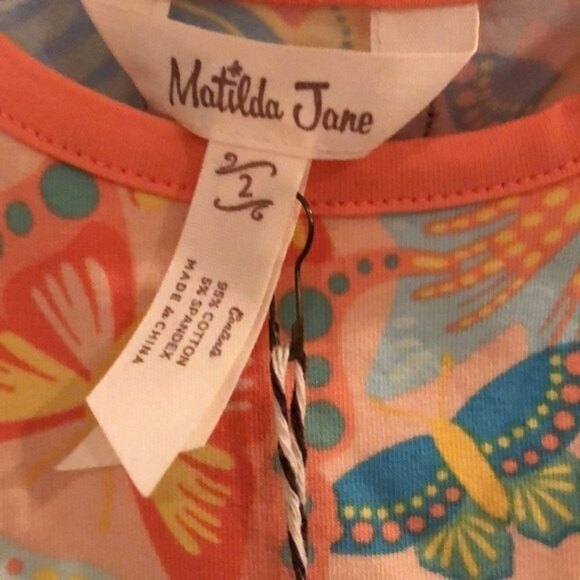 Matilda Jane
2
Contents
95% COTTON
5% SPANDEX
MADE in CHINA